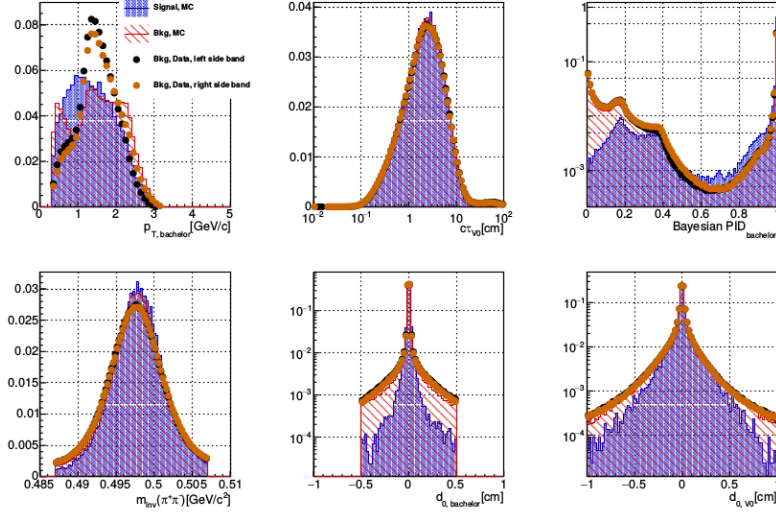 Signal, MC
Bkg, MC
Bkg, Data, left side band
Bkg, Data, right side band
0.08
0.06
0.04
0.02
0
0 1 2 3 4 5
p_T, bachelor [GeV/c]
0.04
0.03
0.02
0.01
0
10⁻² 10⁻¹ 1 10 10²
cτ_V0 [cm]
1
10⁻¹
10⁻³
0 0.2 0.4 0.6 0.8 1
Bayesian PID_bachelor
0.03
0.025
0.02
0.015
0.01
0.005
0
0.485 0.49 0.495 0.5 0.505 0.51
m_inv(π⁺π⁻)[GeV/c²]
10⁻¹
10⁻²
10⁻³
10⁻⁴
−1 −0.5 0 0.5 1
d_0, bachelor [cm]
10⁻¹
10⁻²
10⁻³
10⁻⁴
−1 −0.5 0 0.5 1
d_0, V0 [cm]